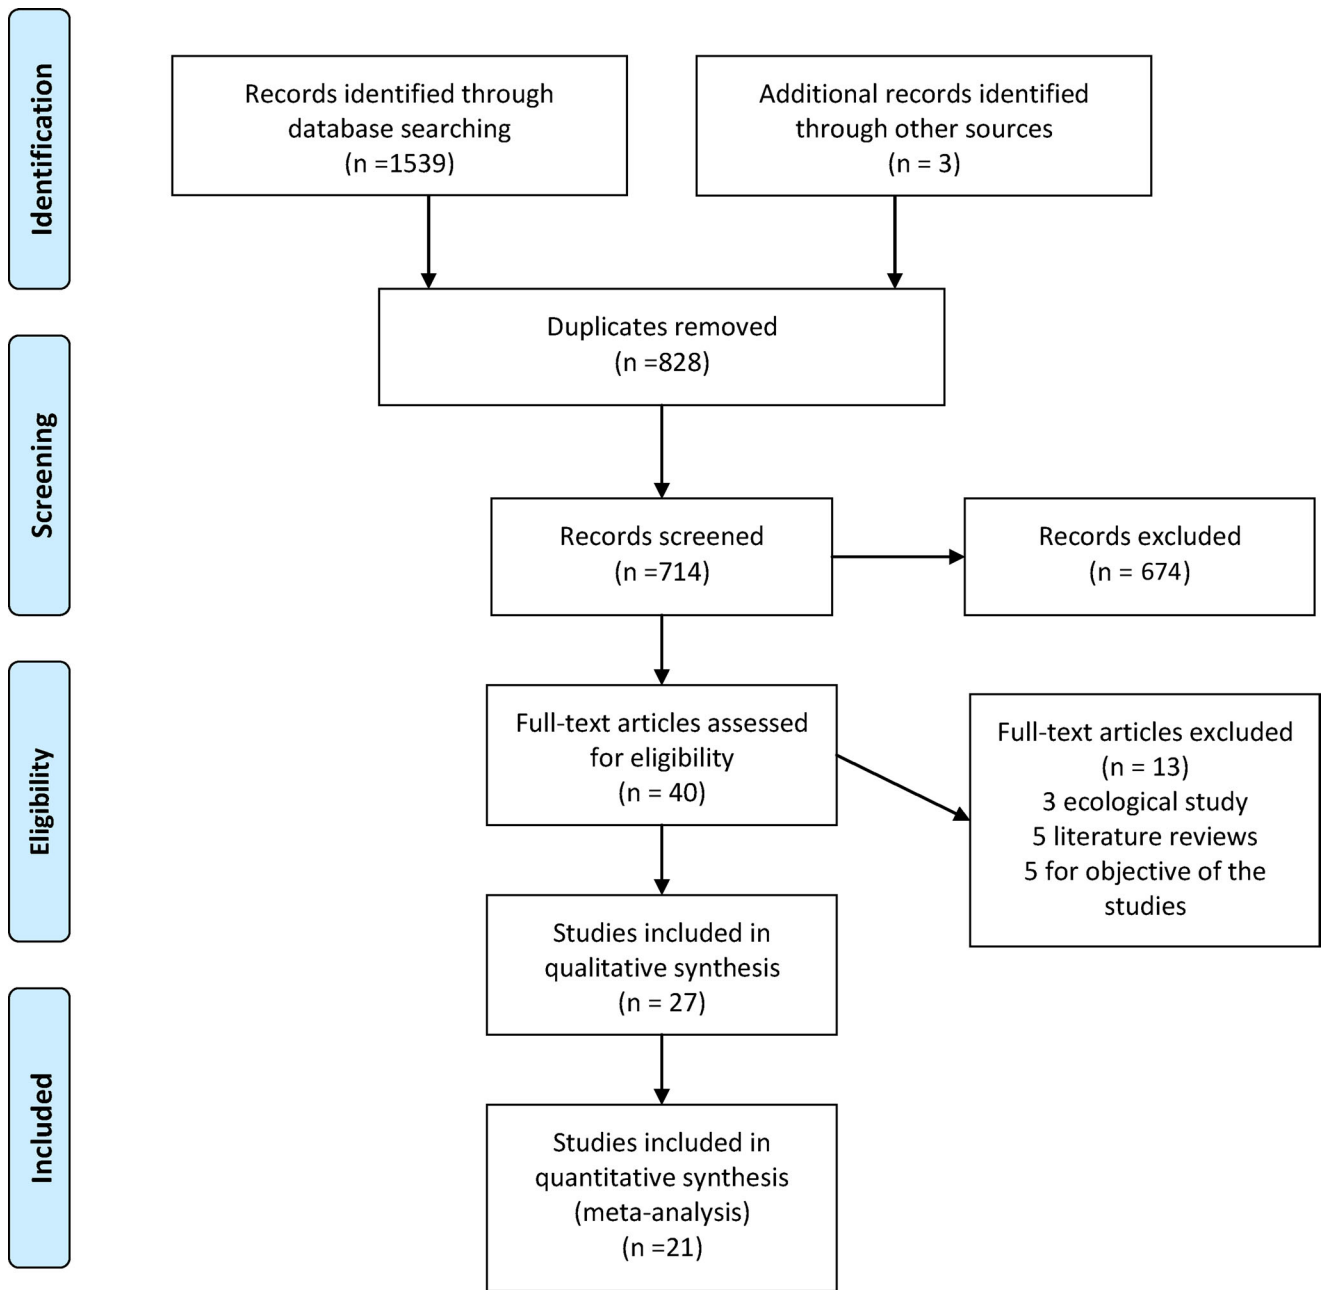 Identification
Records identified through
database searching
(n =1539)
Additional records identified
through other sources
(n = 3)
Duplicates removed
(n =828)
Screening
Records screened
(n =714)
Records excluded
(n = 674)
Eligibility
Full-text articles assessed
for eligibility
(n = 40)
Full-text articles excluded
(n = 13)
3 ecological study
5 literature reviews
5 for objective of the
studies
Studies included in
qualitative synthesis
(n = 27)
Included
Studies included in
quantitative synthesis
(meta-analysis)
(n =21)